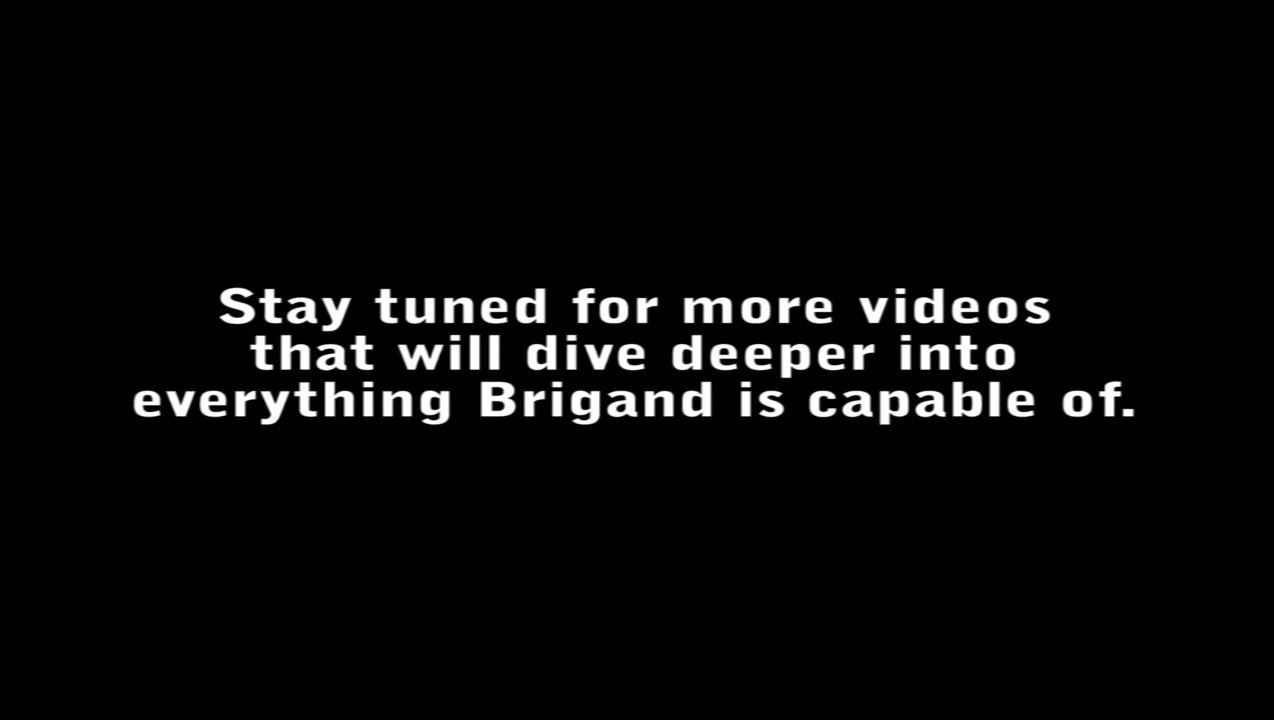 Stay tuned for more videos
that will dive deeper into
everything Brigand is capable of.